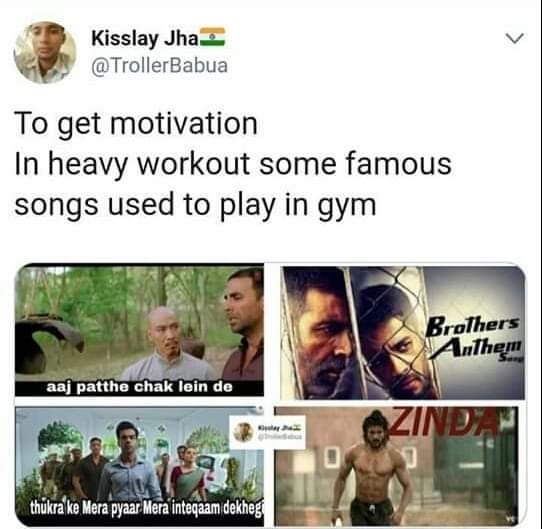 Kisslay Jha
@TrollerBabua
To get motivation
In heavy workout some famous
songs used to play in gym
aaj patthe chak lein de
Brothers
Anthem
Song
Kisslay Jha
@TrollerBabua
ZINDA
thukra ke Mera pyaar Mera inteqaam dekhegi